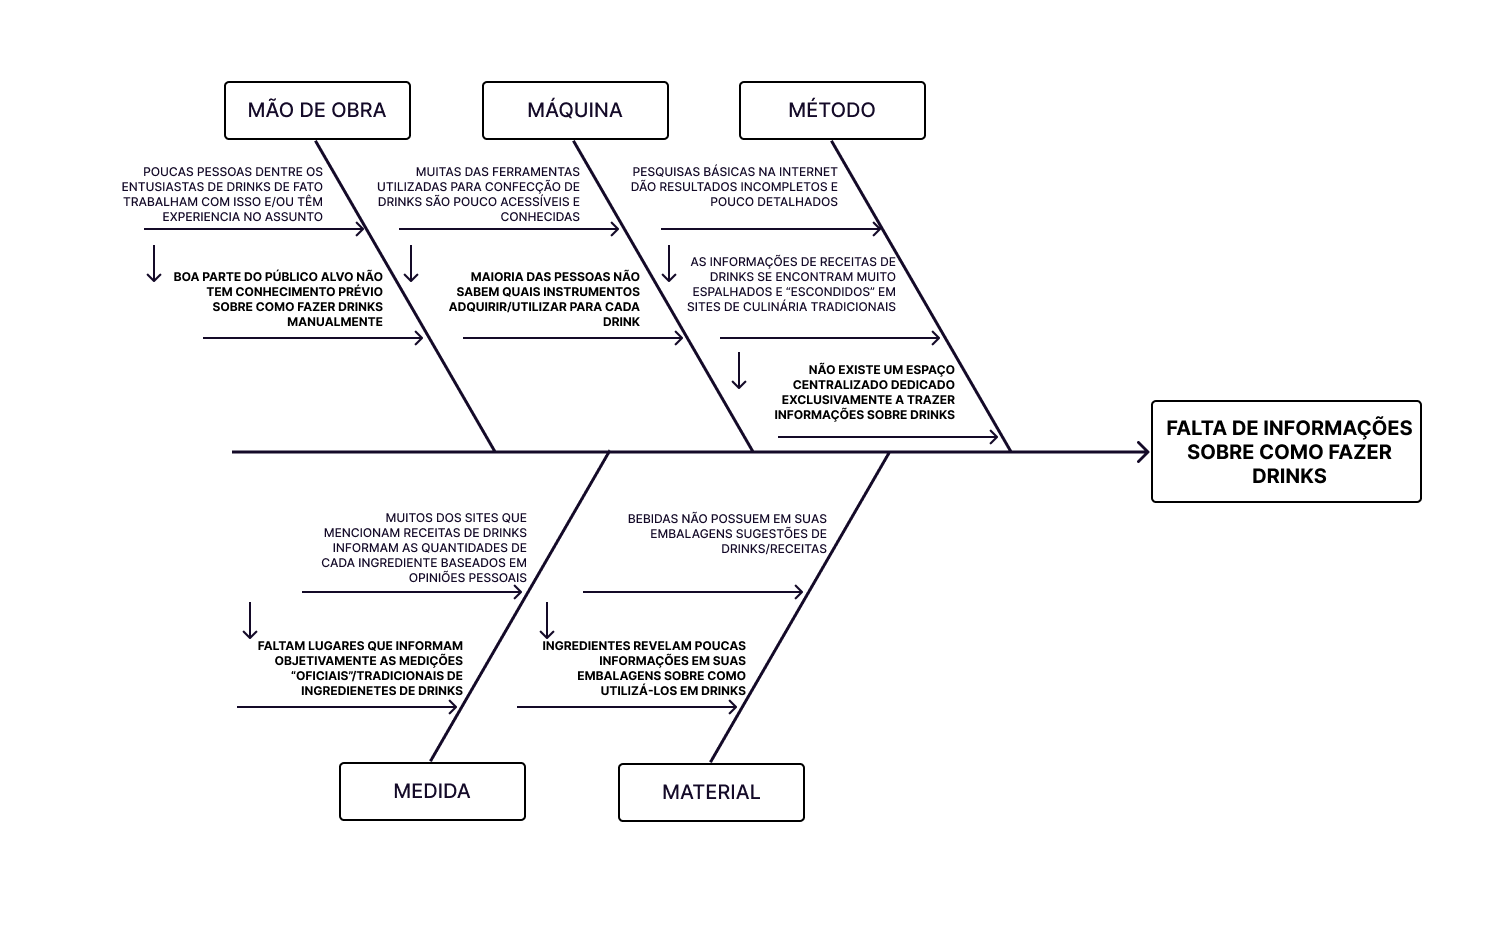 MÃO DE OBRA
MÁQUINA
MÉTODO
POUCAS PESSOAS DENTRE OS
ENTUSIASTAS DE DRINKS DE FATO
TRABALHAM COM ISSO E/OU TÊM
EXPERIENCIA NO ASSUNTO
BOA PARTE DO PÚBLICO ALVO NÃO
TEM CONHECIMENTO PRÉVIO
SOBRE COMO FAZER DRINKS
MANUALMENTE
MUITAS DAS FERRAMENTAS
UTILIZADAS PARA CONFECÇÃO DE
DRINKS SÃO POUCO ACESSÍVEIS E
CONHECIDAS
MAIORIA DAS PESSOAS NÃO
SABEM QUAIS INSTRUMENTOS
ADQUIRIR/UTILIZAR PARA CADA
DRINK
PESQUISAS BÁSICAS NA INTERNET
DÃO RESULTADOS INCOMPLETOS E
POUCO DETALHADOS
AS INFORMAÇÕES DE RECEITAS DE
DRINKS SE ENCONTRAM MUITO
ESPALHADOS E “ESCONDIDOS” EM
SITES DE CULINÁRIA TRADICIONAIS
NÃO EXISTE UM ESPAÇO
CENTRALIZADO DEDICADO
EXCLUSIVAMENTE A TRAZER
INFORMAÇÕES SOBRE DRINKS
FALTA DE INFORMAÇÕES
SOBRE COMO FAZER
DRINKS
MUITOS DOS SITES QUE
MENCIONAM RECEITAS DE DRINKS
INFORMAM AS QUANTIDADES DE
CADA INGREDIENTE BASEADOS EM
OPINIÕES PESSOAIS
FALTAM LUGARES QUE INFORMAM
OBJETIVAMENTE AS MEDIÇÕES
“OFICIAIS”/TRADICIONAIS DE
INGREDIENETES DE DRINKS
BEBIDAS NÃO POSSUEM EM SUAS
EMBALAGENS SUGESTÕES DE
DRINKS/RECEITAS
INGREDIENTES REVELAM POUCAS
INFORMAÇÕES EM SUAS
EMBALAGENS SOBRE COMO
UTILIZÁ-LOS EM DRINKS
MEDIDA
MATERIAL